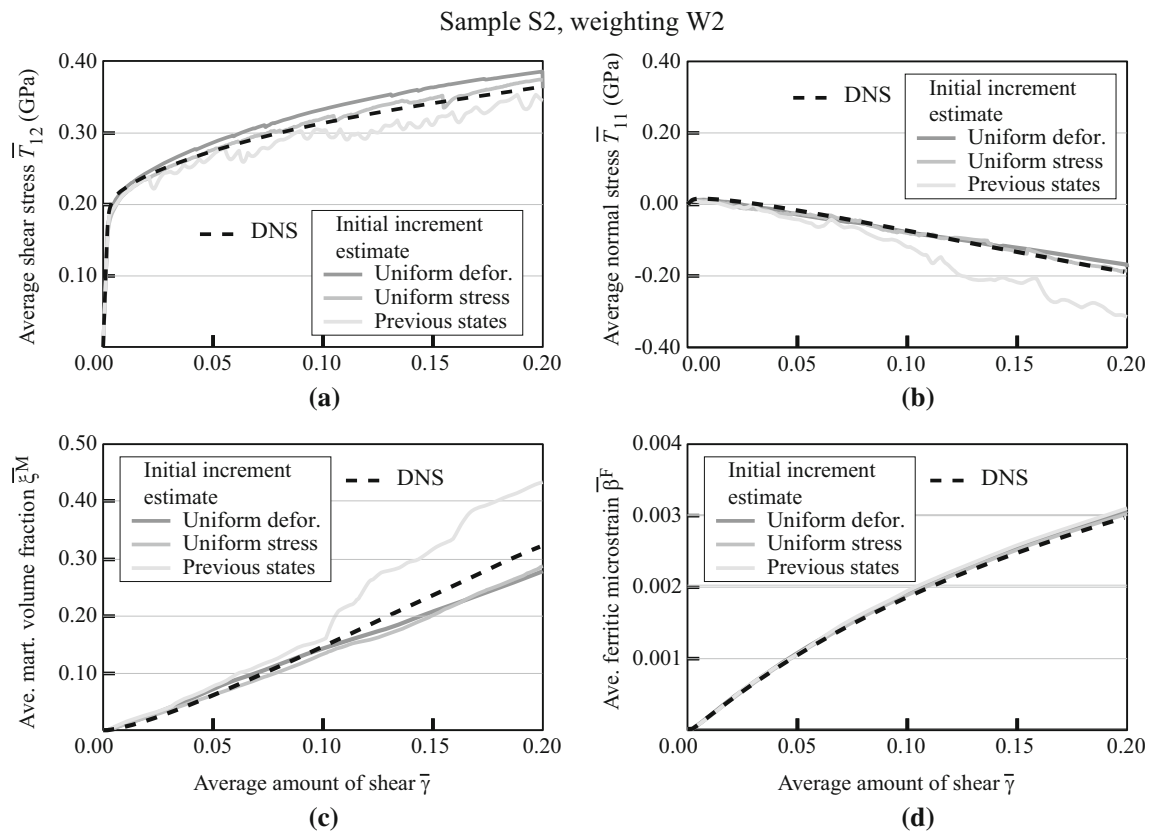 Sample S2, weighting W2
Average shear stress T̅12 (GPa)
0.40
0.30
0.20
0.10
DNS
Initial increment
estimate
Uniform defor.
Uniform stress
Previous states
0.00
0.05
0.10
0.15
0.20
(a)
Average normal stress T̅11 (GPa)
0.40
0.20
0.00
-0.20
-0.40
DNS
Initial increment
estimate
Uniform defor.
Uniform stress
Previous states
0.00
0.05
0.10
0.15
0.20
(b)
Ave. mart. volume fraction ξ̅M
0.50
0.40
0.30
0.20
0.10
Initial increment
estimate
Uniform defor.
Uniform stress
Previous states
DNS
0.00
0.05
0.10
0.15
0.20
Average amount of shear γ̅
(c)
Ave. ferritic microstrain β̅F
0.004
0.003
0.002
0.001
Initial increment
estimate
Uniform defor.
Uniform stress
Previous states
DNS
0.00
0.05
0.10
0.15
0.20
Average amount of shear γ̅
(d)